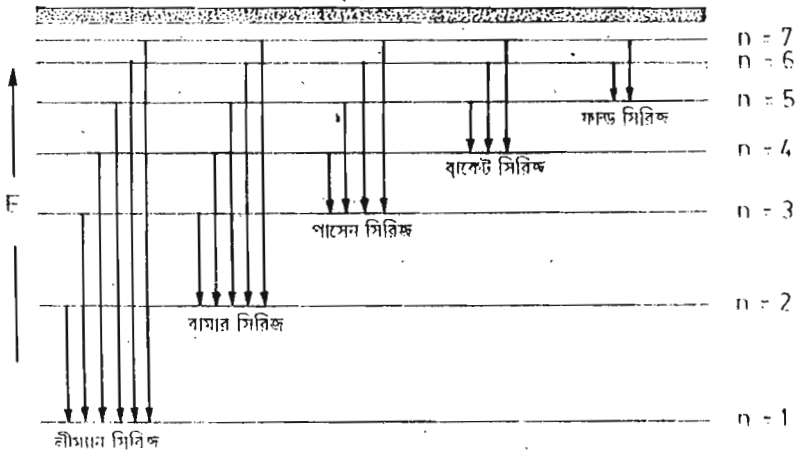 n = 7
n = 6
n = 5
ফান্ড সিরিজ
n = 4
ব্রাকেট সিরিজ
E
n = 3
পাসেন সিরিজ
n = 2
বামার সিরিজ
n = 1
লীম্যান সিরিজ